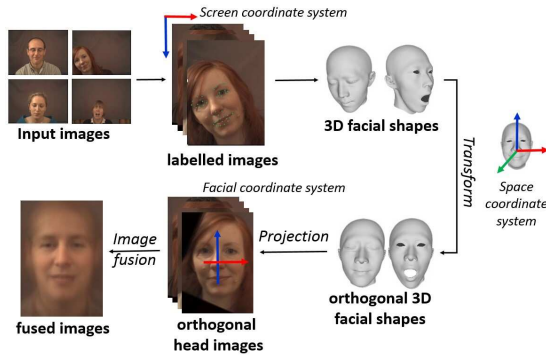 Screen coordinate system
Input images
labelled images
3D facial shapes
Transform
Space
coordinate
system
Facial coordinate system
Image
fusion
Projection
fused images
orthogonal
head images
orthogonal 3D
facial shapes